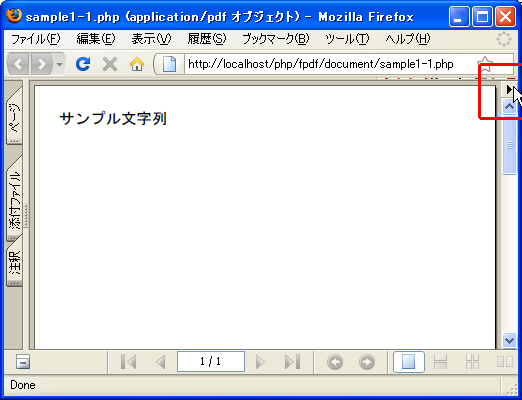 sample1-1.php (application/pdf オブジェクト) - Mozilla Firefox
ファイル(F) 編集(E) 表示(V) 履歴(S) ブックマーク(B) ツール(T) ヘルプ(H)
http://localhost/php/fpdf/document/sample1-1.php
ページ
添付ファイル
注釈
サンプル文字列
1 / 1
Done